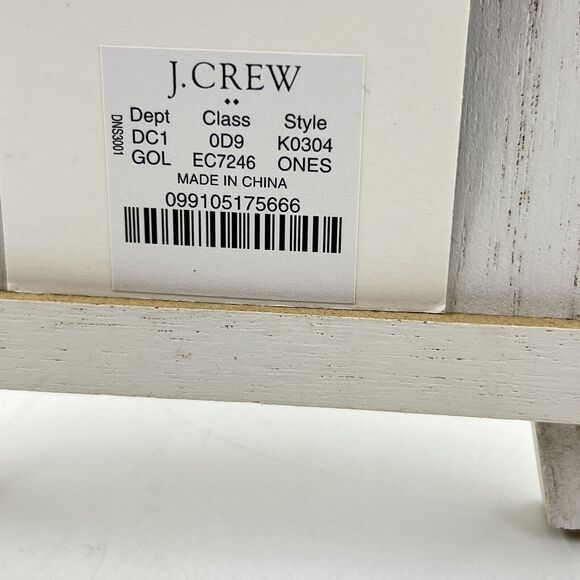 J.CREW
Dept Class Style
DC1 0D9 K0304
GOL EC7246 ONES
MADE IN CHINA
099105175666
DNS3001